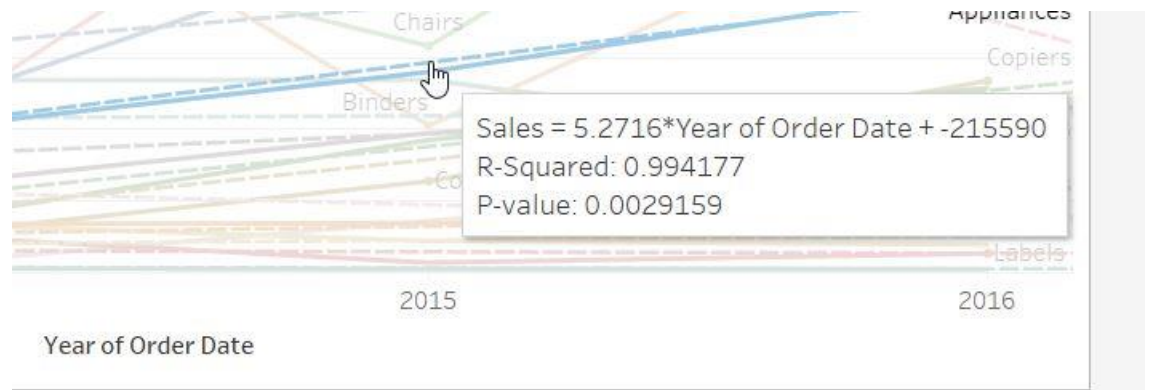 Chairs
Appliances
Copiers
Binders
Sales = 5.2716*Year of Order Date + -215590
R-Squared: 0.994177
P-value: 0.0029159
Co
Labels
2015
2016
Year of Order Date